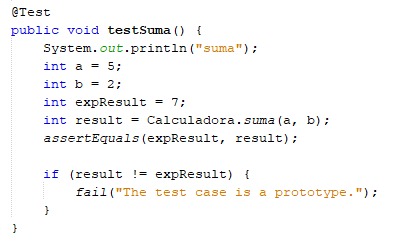 @Test
public void testSuma() {
    System.out.println("suma");
    int a = 5;
    int b = 2;
    int expResult = 7;
    int result = Calculadora.suma(a, b);
    assertEquals(expResult, result);

    if (result != expResult) {
        fail("The test case is a prototype.");
    }
}